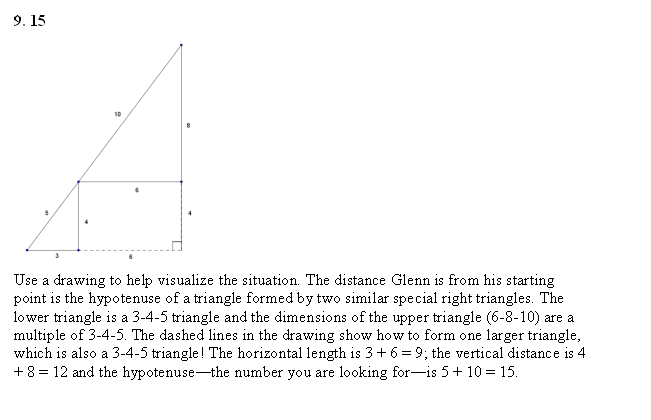 9. 15
10
8
6
5
4
4
3
6
Use a drawing to help visualize the situation. The distance Glenn is from his starting
point is the hypotenuse of a triangle formed by two similar special right triangles. The
lower triangle is a 3-4-5 triangle and the dimensions of the upper triangle (6-8-10) are a
multiple of 3-4-5. The dashed lines in the drawing show how to form one larger triangle,
which is also a 3-4-5 triangle! The horizontal length is 3 + 6 = 9; the vertical distance is 4
+ 8 = 12 and the hypotenuse—the number you are looking for—is 5 + 10 = 15.